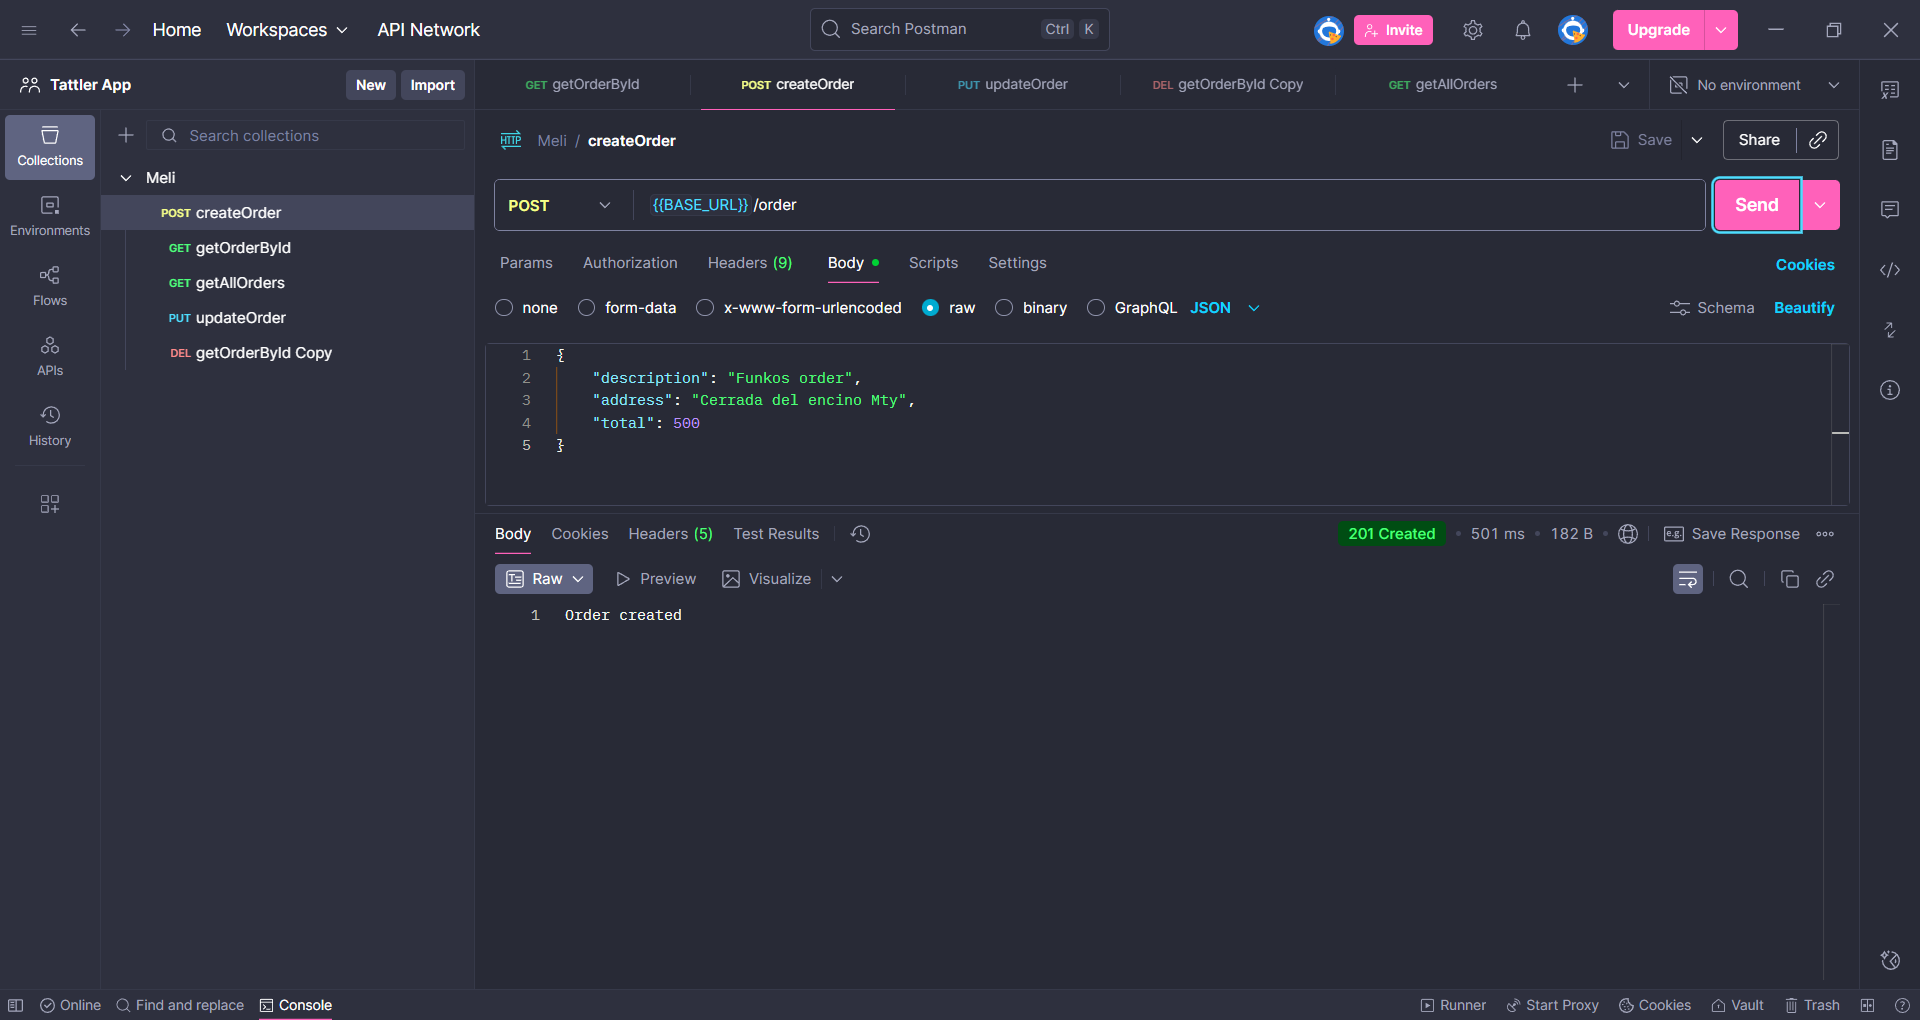 Home Workspaces API Network Search Postman Ctrl K Invite Upgrade
Tattler App New Import
GET getOrderById POST createOrder PUT updateOrder DEL getOrderById Copy GET getAllOrders No environment
Collections
Environments
Flows
APIs
History
Search collections
Meli
POST createOrder
GET getOrderById
GET getAllOrders
PUT updateOrder
DEL getOrderById Copy
HTTP Meli / createOrder Save Share
POST {{BASE_URL}} /order Send
Params Authorization Headers (9) Body Scripts Settings Cookies
none form-data x-www-form-urlencoded raw binary GraphQL JSON Schema Beautify
1 {
2 "description": "Funkos order",
3 "address": "Cerrada del encino Mty",
4 "total": 500
5 }
Body Cookies Headers (5) Test Results 201 Created • 501 ms • 182 B • e.g. Save Response
Raw Preview Visualize
1 Order created
Online Find and replace Console Runner Start Proxy Cookies Vault Trash